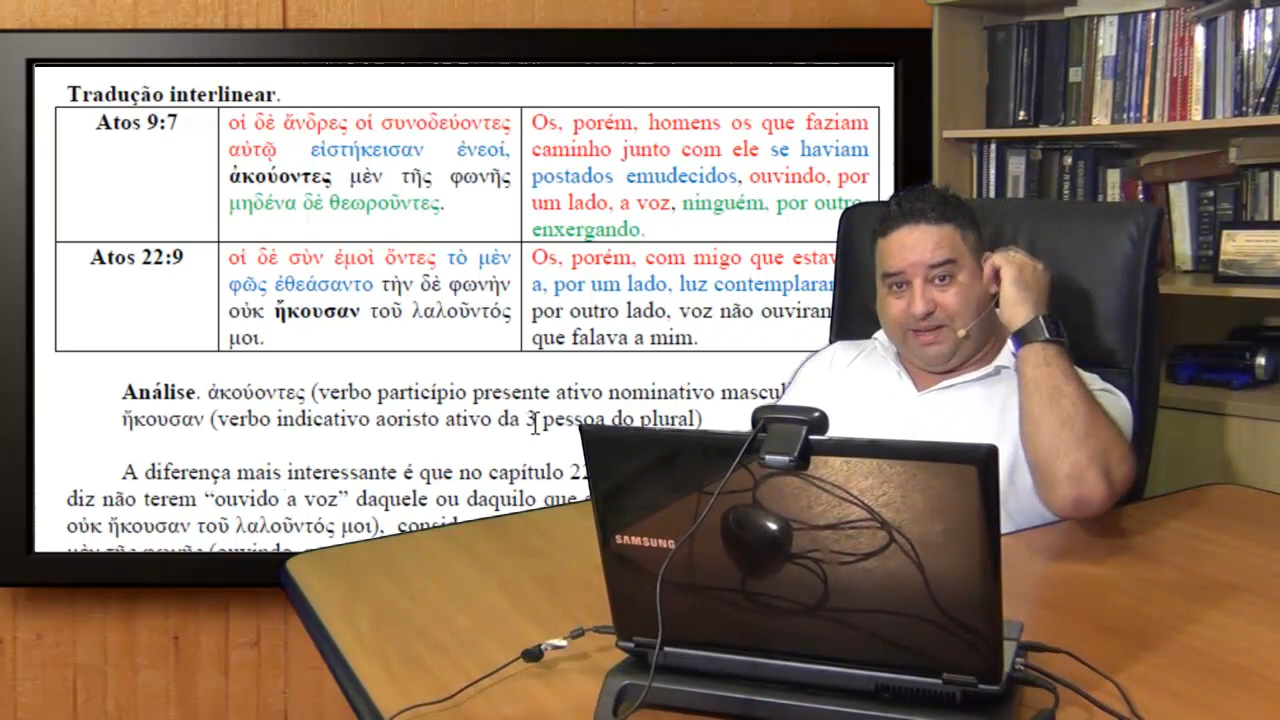 Tradução interlinear.
Atos 9:7
οἱ δὲ ἄνδρες οἱ συνοδεύοντες
αὐτῷ εἱστήκεισαν ἐνεοί,
ἀκούοντες μὲν τῆς φωνῆς
μηδένα δὲ θεωροῦντες.
Os, porém, homens os que faziam
caminho junto com ele se haviam
postados emudecidos, ouvindo, por
um lado, a voz, ninguém, por outro
enxergando.
Atos 22:9
οἱ δὲ σὺν ἐμοὶ ὄντες τὸ μὲν
φῶς ἐθεάσαντο τὴν δὲ φωνὴν
οὐκ ἤκουσαν τοῦ λαλοῦντός
μοι.
Os, porém, com migo que
a, por um lado, luz
por outro lado, voz não
que falava a mim.
Análise. ἀκούοντες (verbo particípio presente ativo nominativo
ἤκουσαν (verbo indicativo aoristo ativo da 3 pessoa do plural)
A diferença mais interessante é que no capítulo 22
diz não terem “ouvido a voz” daquele ou daquilo que
οὐκ ἤκουσαν τοῦ λαλοῦντός μοι),
SAMSUNG